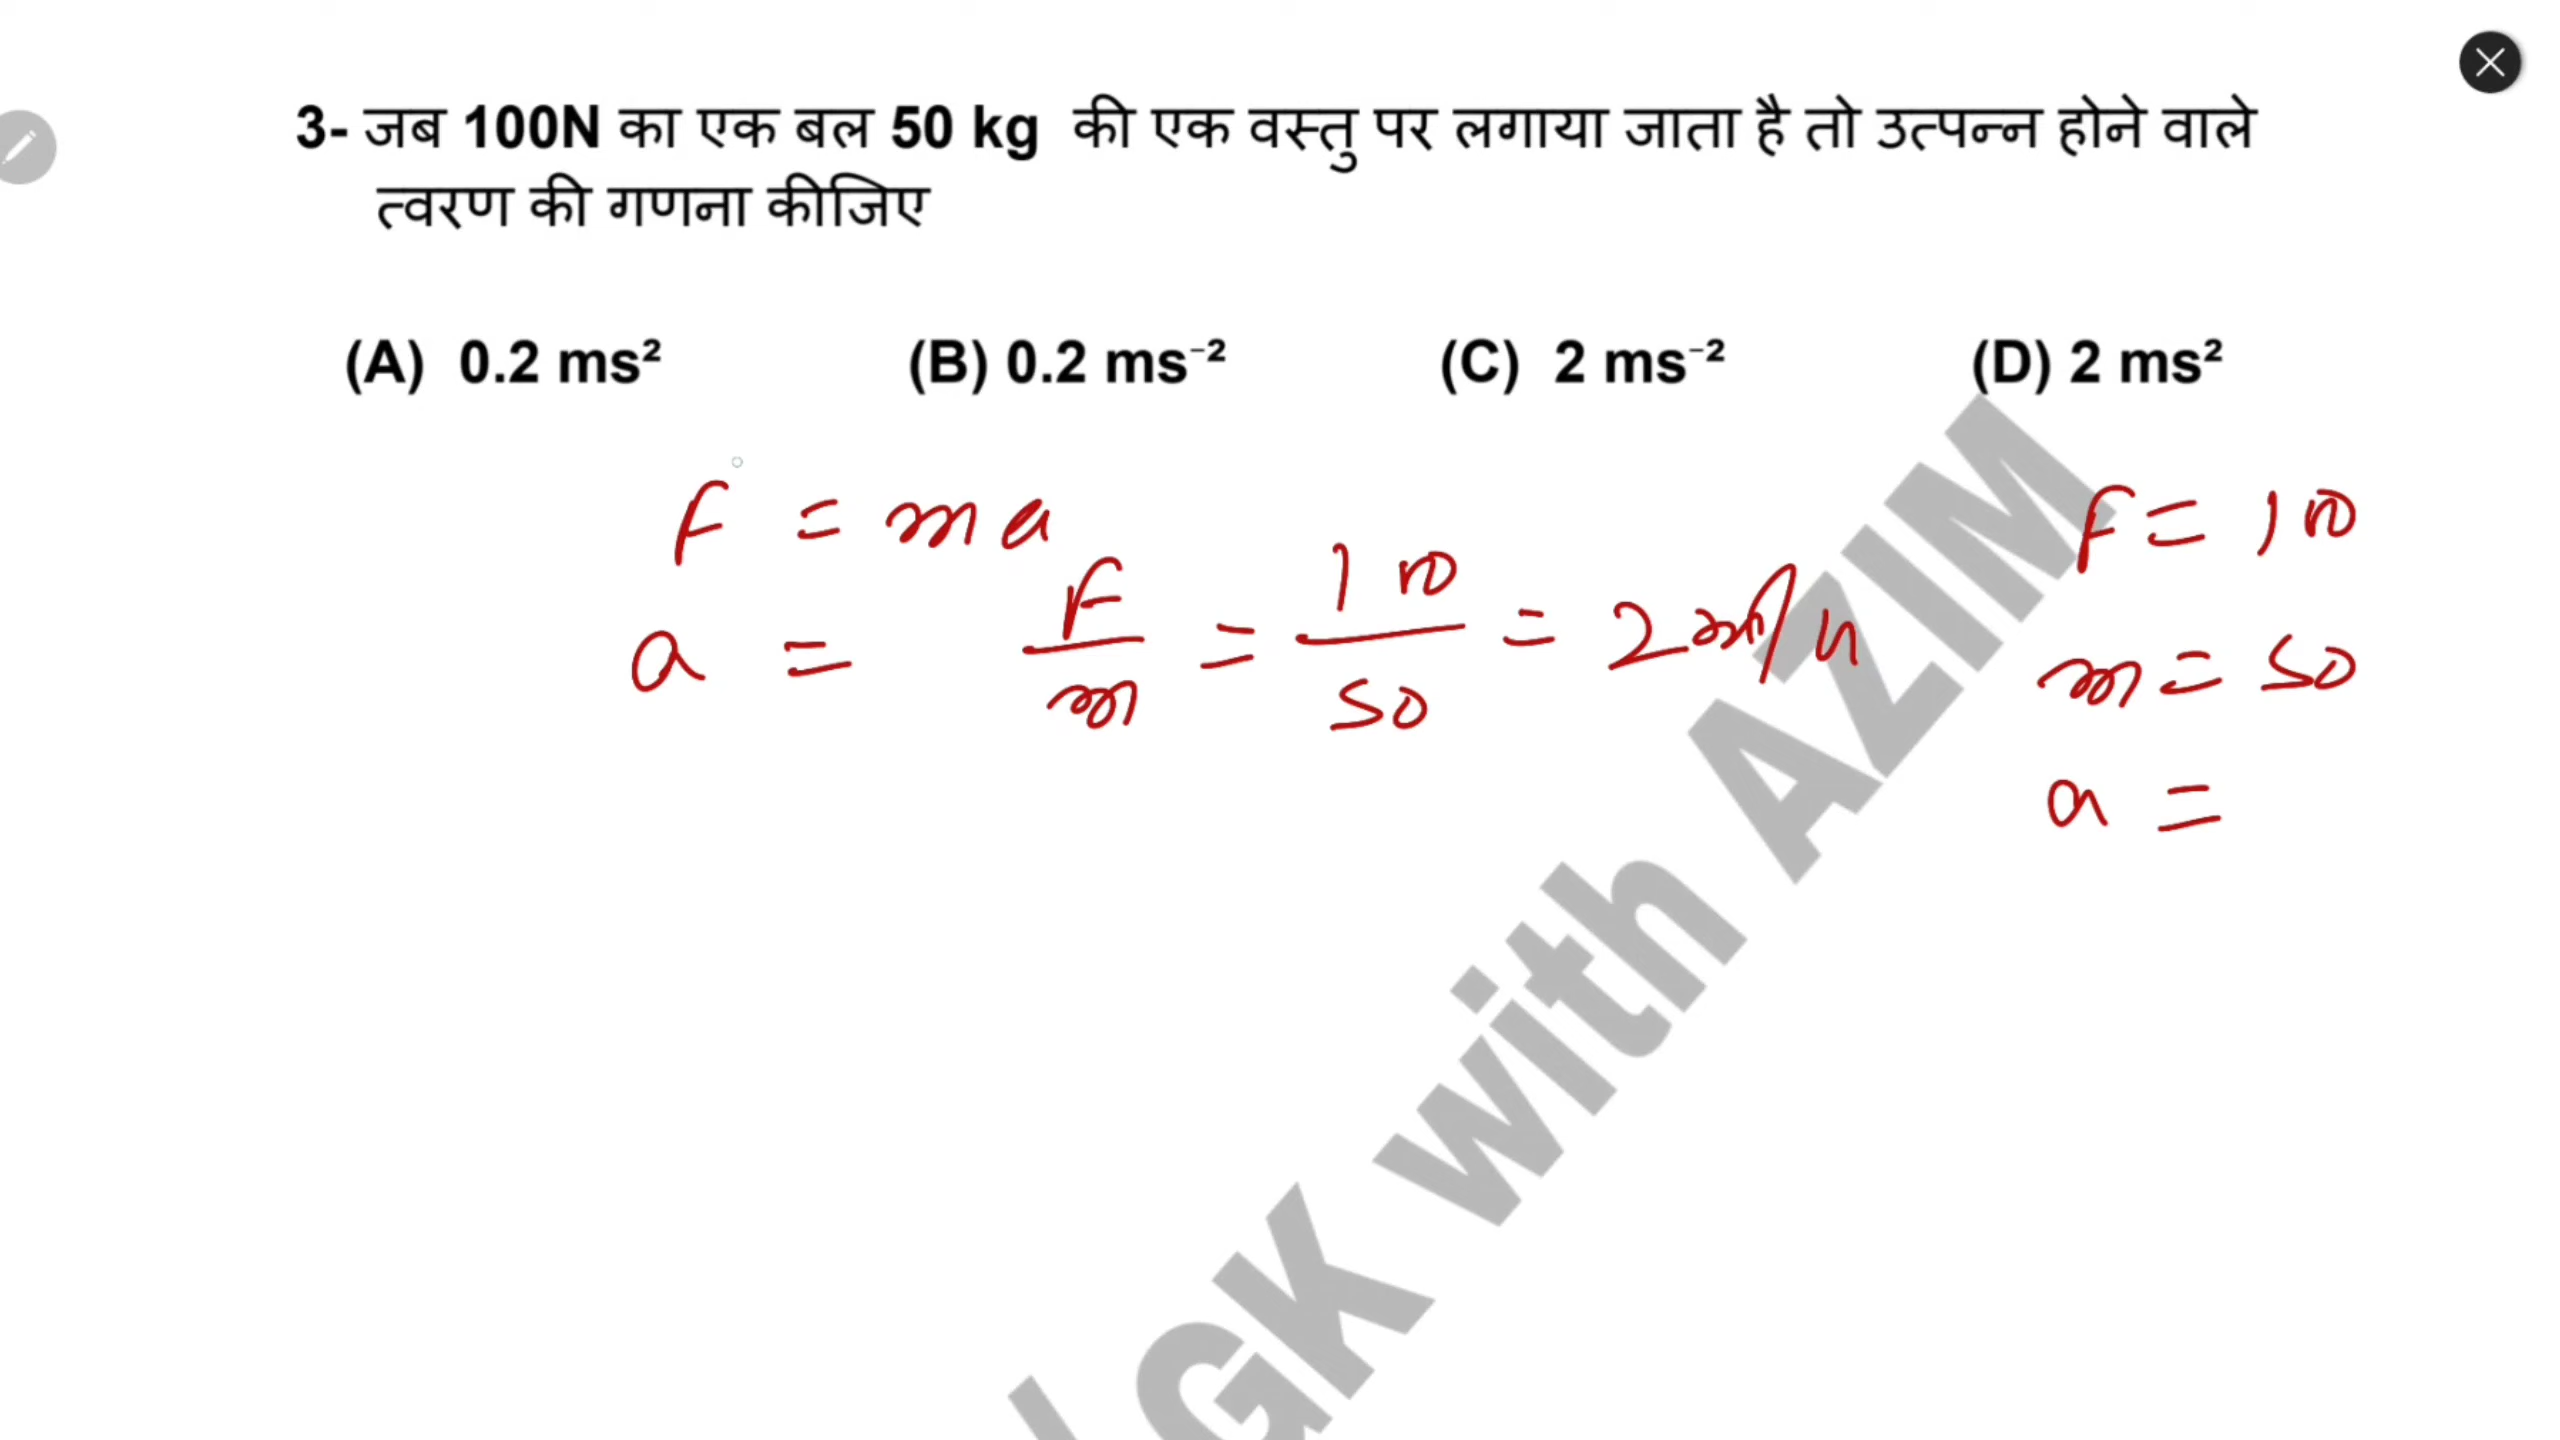 3- जब 100N का एक बल 50 kg की एक वस्तु पर लगाया जाता है तो उत्पन्न होने वाले
त्वरण की गणना कीजिए
(A) 0.2 ms² (B) 0.2 ms⁻² (C) 2 ms⁻² (D) 2 ms²
F = ma
F = 100
a = F/m = 100/50 = 2 m/
m = 50
a =
GK with AZIM